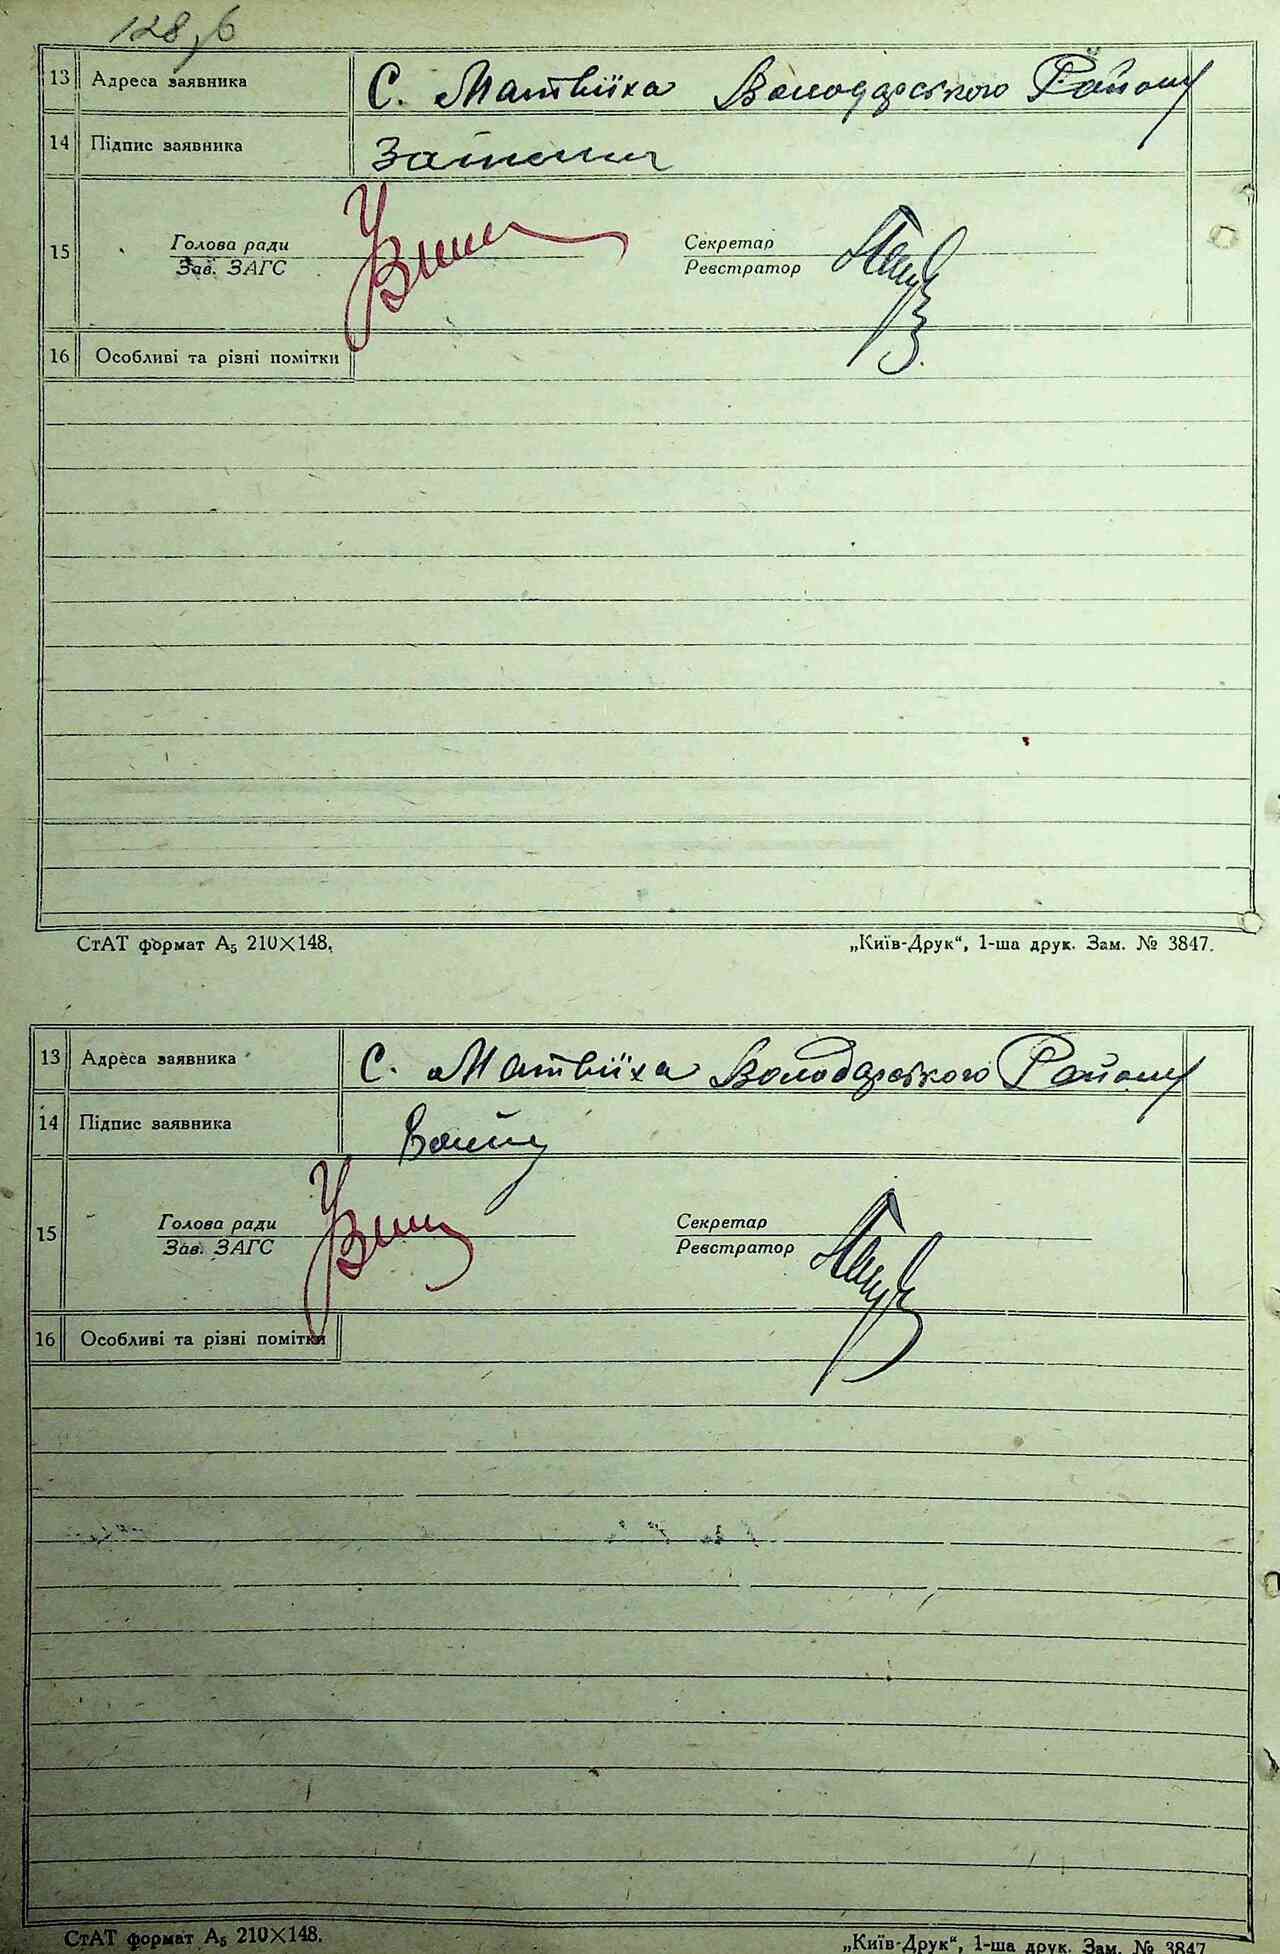 128,б
13 Адреса заявника С. Матвіїха Володарського Району
14 Підпис заявника
15 Голова ради Секретар
Зав. ЗАГС Реєстратор
16 Особливі та різні помітки
СтАТ формат А5 210×148. „Київ-Друк“, 1-ша друк. Зам. № 3847.
13 Адреса заявника С. Матвіїха Володарського Району
14 Підпис заявника
15 Голова ради Секретар
Зав. ЗАГС Реєстратор
16 Особливі та різні помітки
СтАТ формат А5 210×148. „Київ-Друк“, 1-ша друк. Зам. № 3847